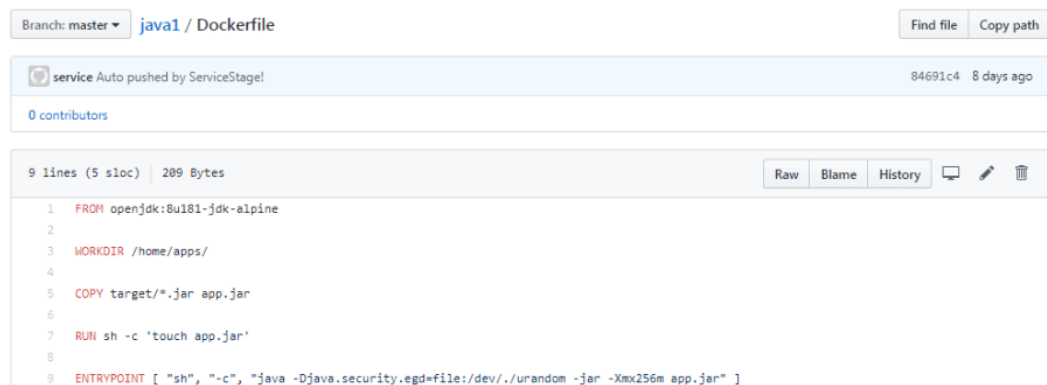 Branch: master java1 / Dockerfile Find file Copy path
service Auto pushed by ServiceStage! 84691c4 8 days ago
0 contributors
9 lines (5 sloc) 209 Bytes Raw Blame History
1 FROM openjdk:8u181-jdk-alpine
2
3 WORKDIR /home/apps/
4
5 COPY target/*.jar app.jar
6
7 RUN sh -c 'touch app.jar'
8
9 ENTRYPOINT [ "sh", "-c", "java -Djava.security.egd=file:/dev/./urandom -jar -Xmx256m app.jar" ]